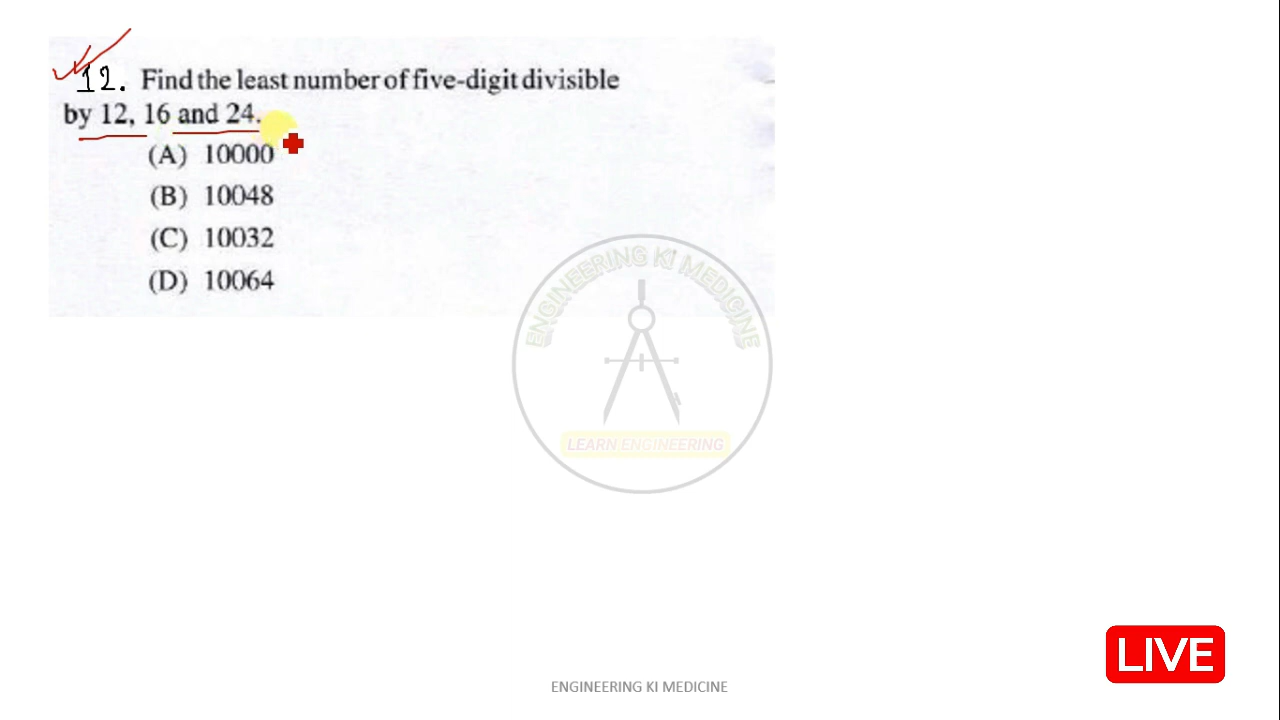 12. Find the least number of five-digit divisible
by 12, 16 and 24.
(A) 10000
(B) 10048
(C) 10032
(D) 10064
ENGINEERING KI MEDICINE
LEARN ENGINEERING
LIVE
ENGINEERING KI MEDICINE